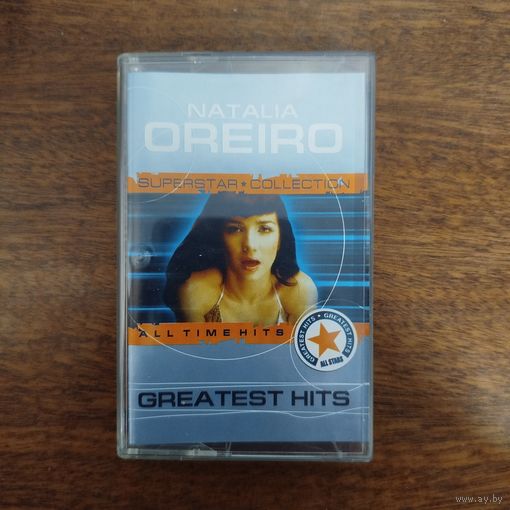 NATALIA
OREIRO
SUPERSTAR ★ COLLECTION
ALL TIME HITS
GREATEST HITS • GREATEST HITS •
ALL STARS
GREATEST HITS
www.ay.by